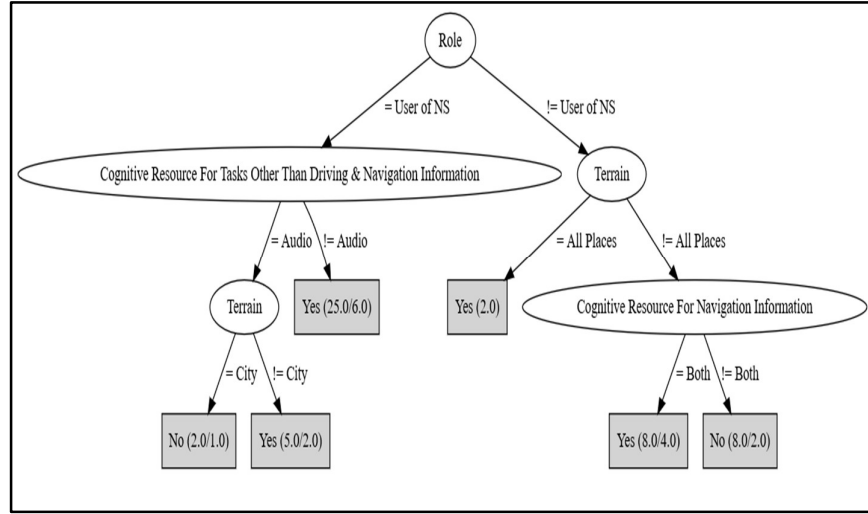 Role
= User of NS
!= User of NS
Cognitive Resource For Tasks Other Than Driving & Navigation Information
Terrain
= Audio
!= Audio
= All Places
!= All Places
Terrain
Yes (25.0/6.0)
Yes (2.0)
Cognitive Resource For Navigation Information
= City
!= City
= Both
!= Both
No (2.0/1.0)
Yes (5.0/2.0)
Yes (8.0/4.0)
No (8.0/2.0)